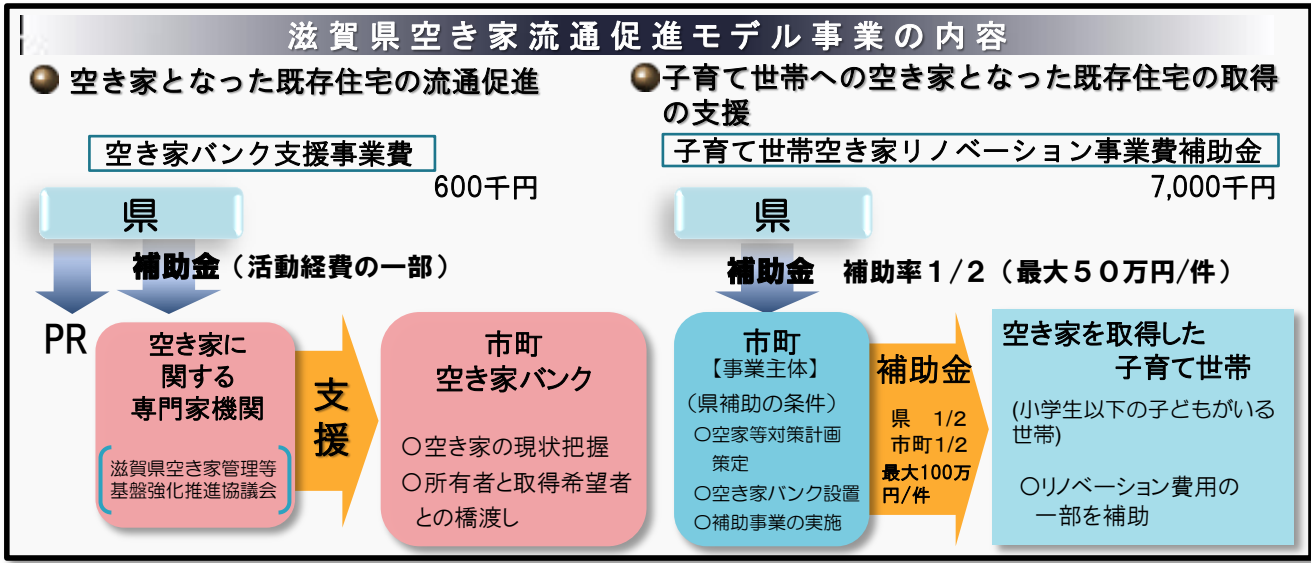 滋賀県空き家流通促進モデル事業の内容
空き家となった既存住宅の流通促進
空き家バンク支援事業費
600千円
県
補助金（活動経費の一部）
PR
空き家に
関する
専門家機関
滋賀県空き家管理等
基盤強化推進協議会
支
援
市町
空き家バンク
○空き家の現状把握
○所有者と取得希望者
との橋渡し
子育て世帯への空き家となった既存住宅の取得
の支援
子育て世帯空き家リノベーション事業費補助金
7,000千円
県
補助金　補助率１/２（最大５０万円/件）
市町
【事業主体】
（県補助の条件）
○空家等対策計画
策定
○空き家バンク設置
○補助事業の実施
補助金
県　1/2
市町1/2
最大100万
円/件
空き家を取得した
子育て世帯
(小学生以下の子どもがいる
世帯)
○リノベーション費用の
一部を補助